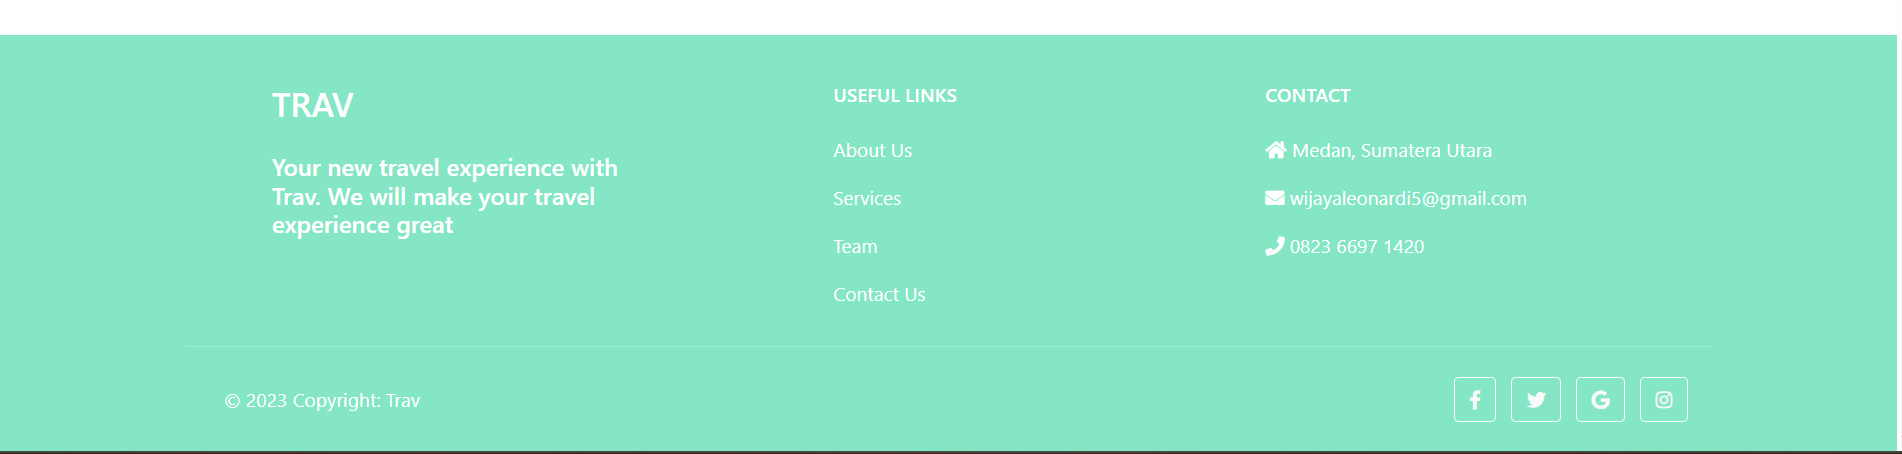 TRAV
Your new travel experience with
Trav. We will make your travel
experience great
USEFUL LINKS
About Us
Services
Team
Contact Us
CONTACT
Medan, Sumatera Utara
wijayaleonardi5@gmail.com
0823 6697 1420
© 2023 Copyright: Trav